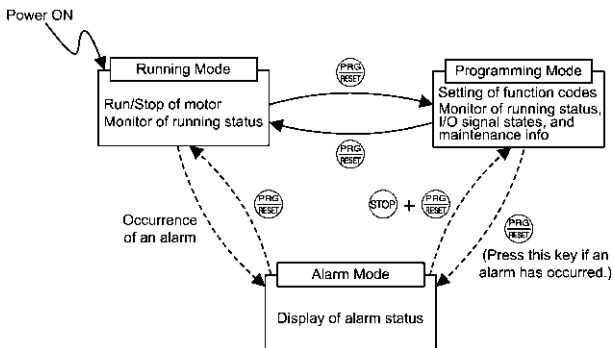 Power ON
Running Mode
Run/Stop of motor
Monitor of running status
PRG
RESET
Programming Mode
Setting of function codes
Monitor of running status,
I/O signal states, and
maintenance info
PRG
RESET
Occurrence
of an alarm
PRG
RESET
STOP + PRG
RESET
PRG
RESET
(Press this key if an
alarm has occurred.)
Alarm Mode
Display of alarm status